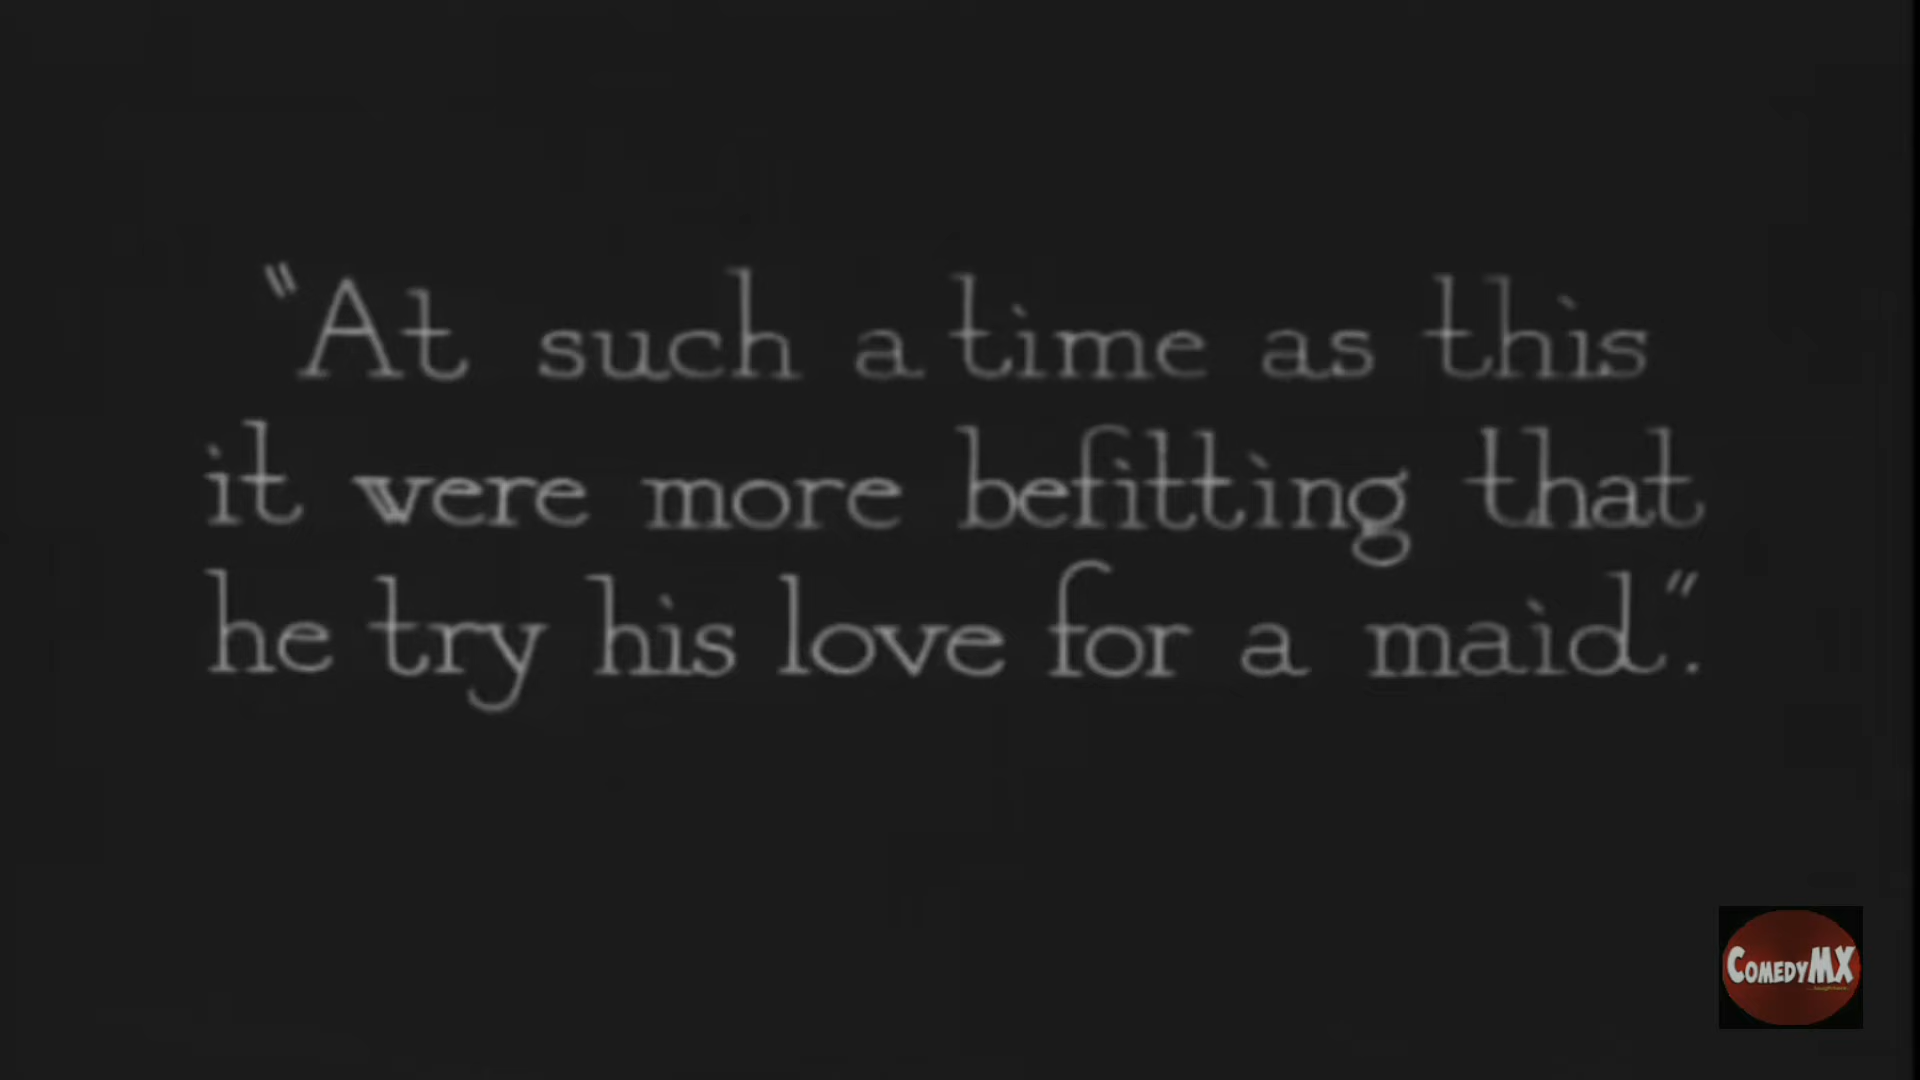 "At such a time as this
it were more befitting that
he try his love for a maid".
COMEDYMX